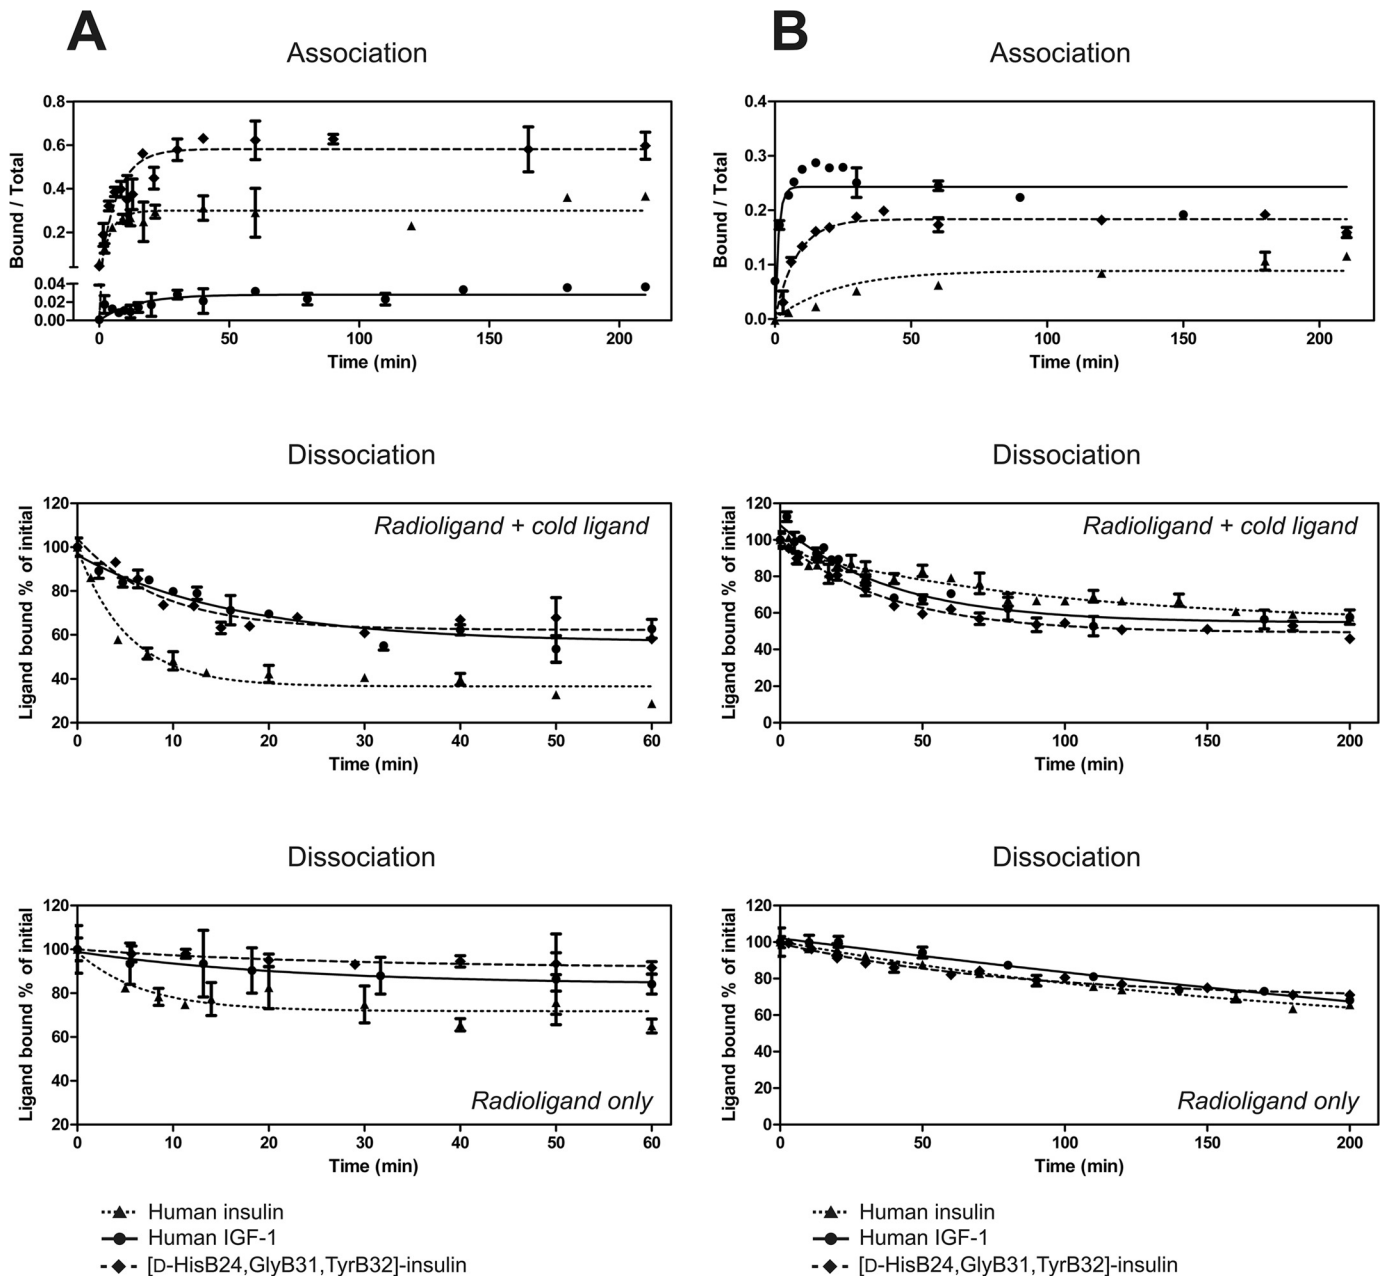 A
Association
Bound / Total
0.8
0.6
0.4
0.2
0.04
0.02
0.00
0 50 100 150 200
Time (min)
B
Association
Bound / Total
0.4
0.3
0.2
0.1
0.0
0 50 100 150 200
Time (min)
Dissociation
Radioligand + cold ligand
Ligand bound % of initial
120
100
80
60
40
20
0 10 20 30 40 50 60
Time (min)
Dissociation
Radioligand + cold ligand
Ligand bound % of initial
120
100
80
60
40
20
0
0 50 100 150 200
Time (min)
Dissociation
Ligand bound % of initial
120
100
80
60
40
20
Radioligand only
0 10 20 30 40 50 60
Time (min)
Dissociation
Ligand bound % of initial
120
100
80
60
40
20
0
Radioligand only
0 50 100 150 200
Time (min)
Human insulin
Human IGF-1
[D-HisB24,GlyB31,TyrB32]-insulin
Human insulin
Human IGF-1
[D-HisB24,GlyB31,TyrB32]-insulin